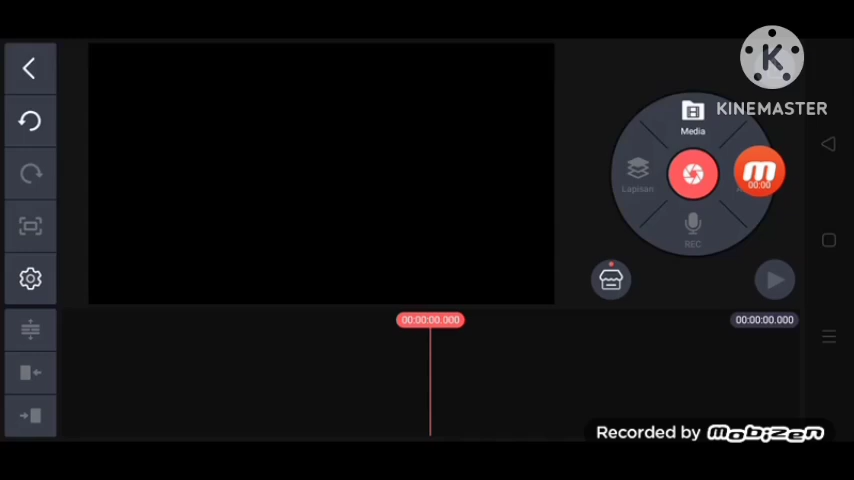 K
KINEMASTER
Media
m
00:00
Lapisan
REC
00:00:00.000
00:00:00.000
Recorded by mobizen